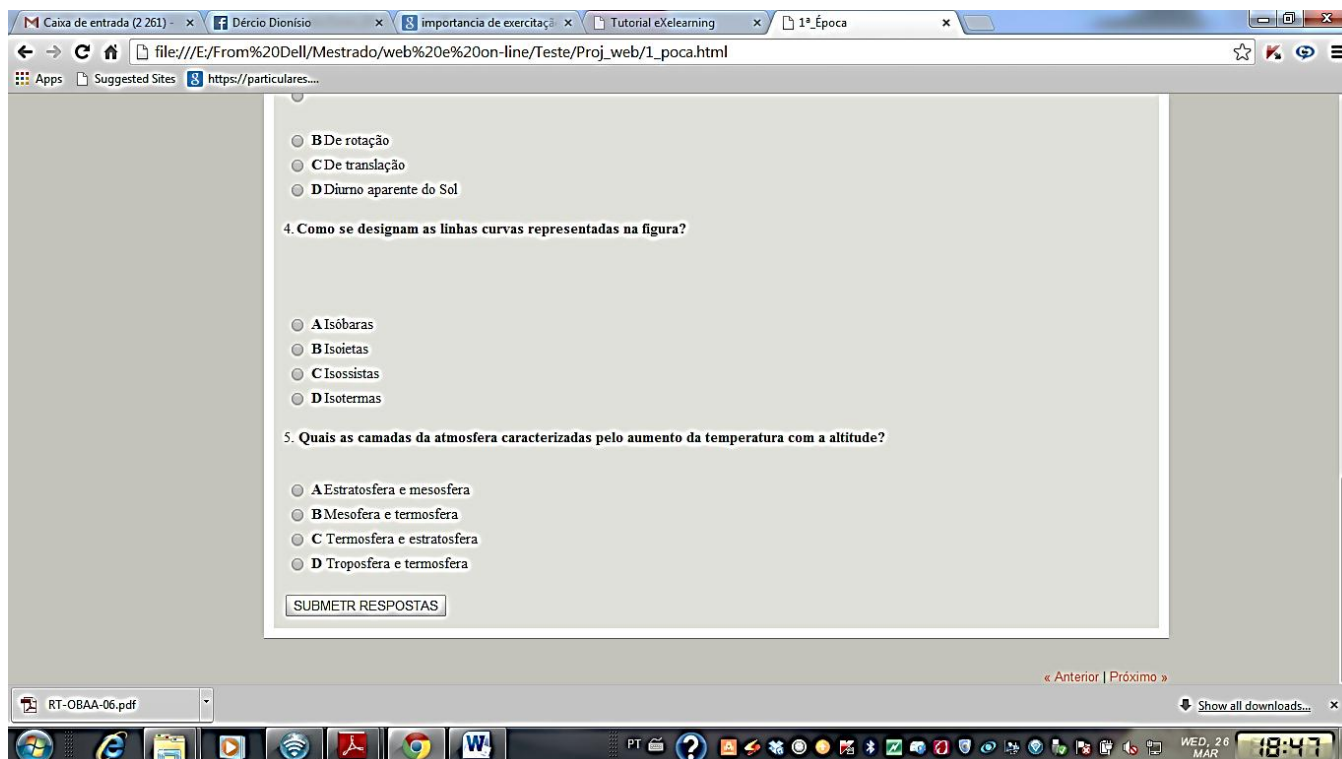 Caixa de entrada (2 261) -
Dércio Dionísio
importancia de exercitaçã
Tutorial eXelearning
1ª_Época
file:///E:/From%20Dell/Mestrado/web%20e%20on-line/Teste/Proj_web/1_poca.html
Apps
Suggested Sites
https://particulares....
B De rotação
C De translação
D Diurno aparente do Sol
4. Como se designam as linhas curvas representadas na figura?
A Isóbaras
B Isoietas
C Isossistas
D Isotermas
5. Quais as camadas da atmosfera caracterizadas pelo aumento da temperatura com a altitude?
A Estratosfera e mesosfera
B Mesofera e termosfera
C Termosfera e estratosfera
D Troposfera e termosfera
SUBMETR RESPOSTAS
« Anterior | Próximo »
RT-OBAA-06.pdf
Show all downloads...
PT
WED, 26
MAR
18:47